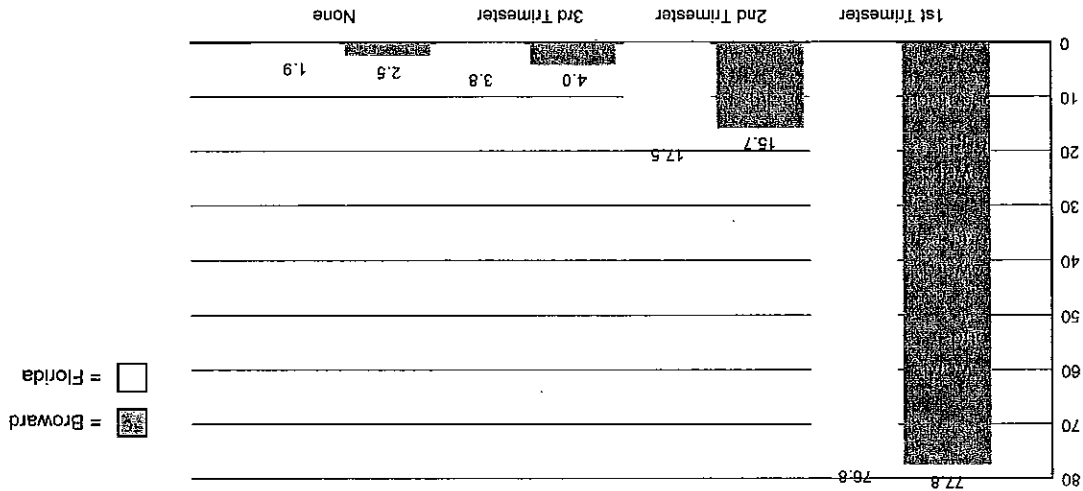 80
77.8
76.8
70
60
50
40
30
20
17.5
15.7
10
4.0
3.8
2.5
1.9
0
1st Trimester
2nd Trimester
3rd Trimester
None
= Broward
= Florida